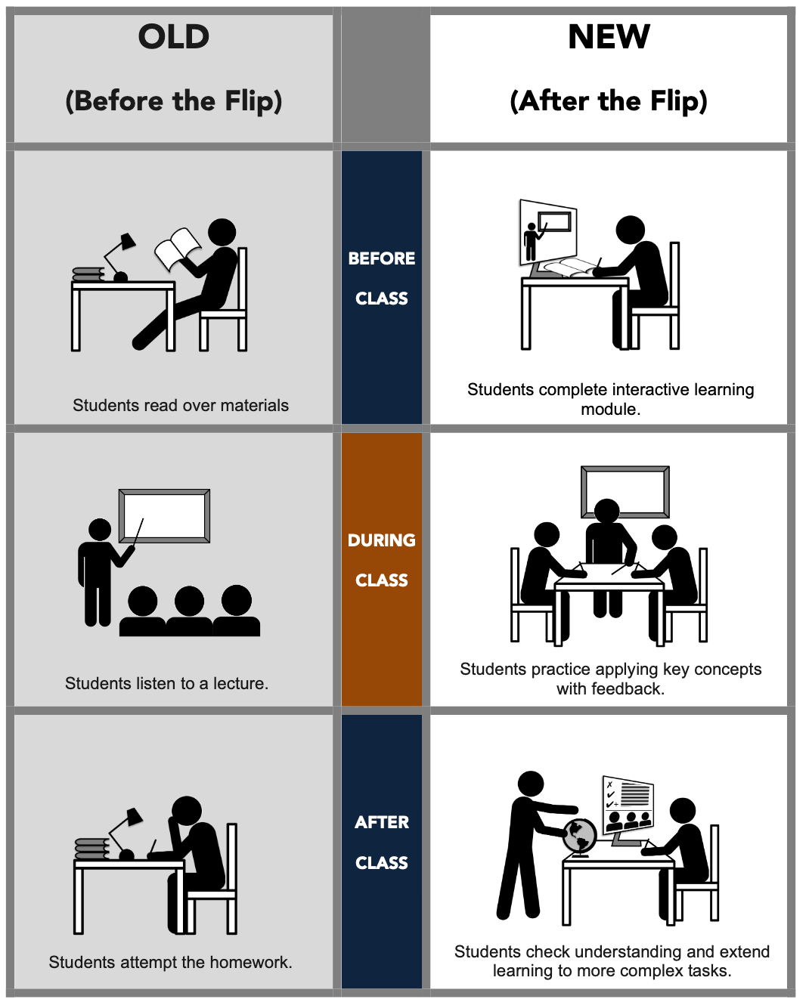 OLD
(Before the Flip)
NEW
(After the Flip)
Students read over materials
BEFORE
CLASS
Students complete interactive learning
module.
Students listen to a lecture.
DURING
CLASS
Students practice applying key concepts
with feedback.
Students attempt the homework.
AFTER
CLASS
Students check understanding and extend
learning to more complex tasks.